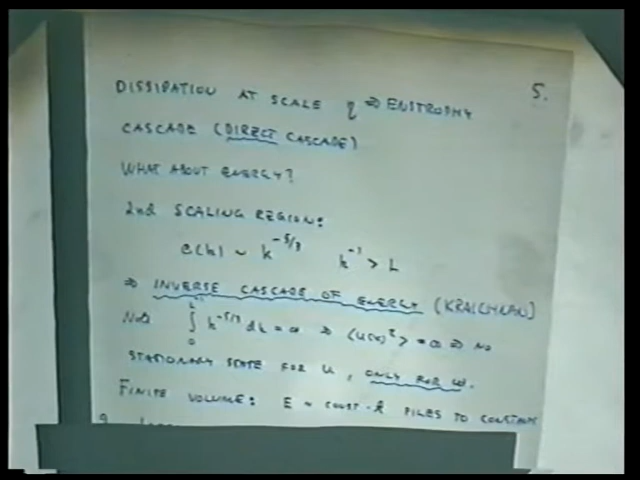 5.
DISSIPATION AT SCALE η ⇒ ENSTROPHY
CASCADE (DIRECT CASCADE)
WHAT ABOUT ENERGY?
2nd SCALING REGION:
e(k) ~ k^{-5/3} k^{-1} > L
⇒ INVERSE CASCADE OF ENERGY (KRAICHNAN)
NOTE ∫_0 k^{-5/3} dk = ∞ ⇒ <u(x)^2> = ∞ ⇒ NO
STATIONARY STATE FOR u, ONLY FOR ω.
FINITE VOLUME: E ~ CONST · t PILES TO CONSTANT